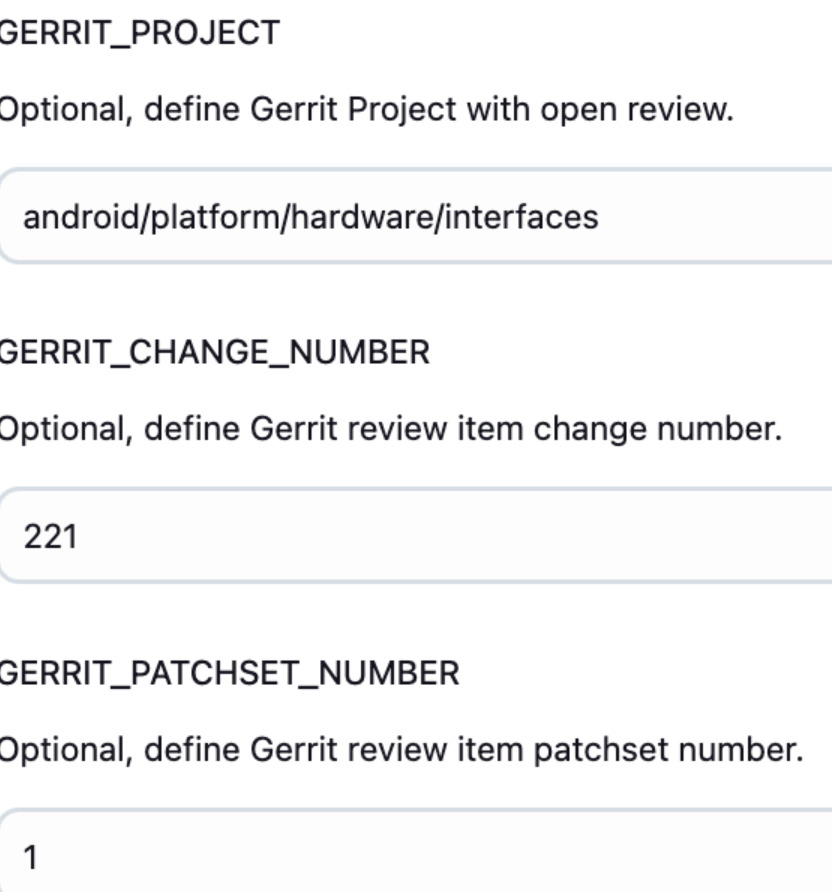 GERRIT_PROJECT
Optional, define Gerrit Project with open review.
android/platform/hardware/interfaces
GERRIT_CHANGE_NUMBER
Optional, define Gerrit review item change number.
221
GERRIT_PATCHSET_NUMBER
Optional, define Gerrit review item patchset number.
1